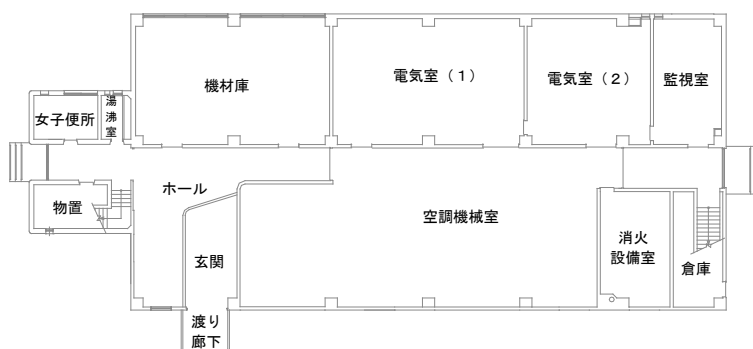 機材庫
電気室（１）
電気室（２）
監視室
湯沸室
女子便所
物置
ホール
玄関
空調機械室
消火
設備室
倉庫
渡り
廊下